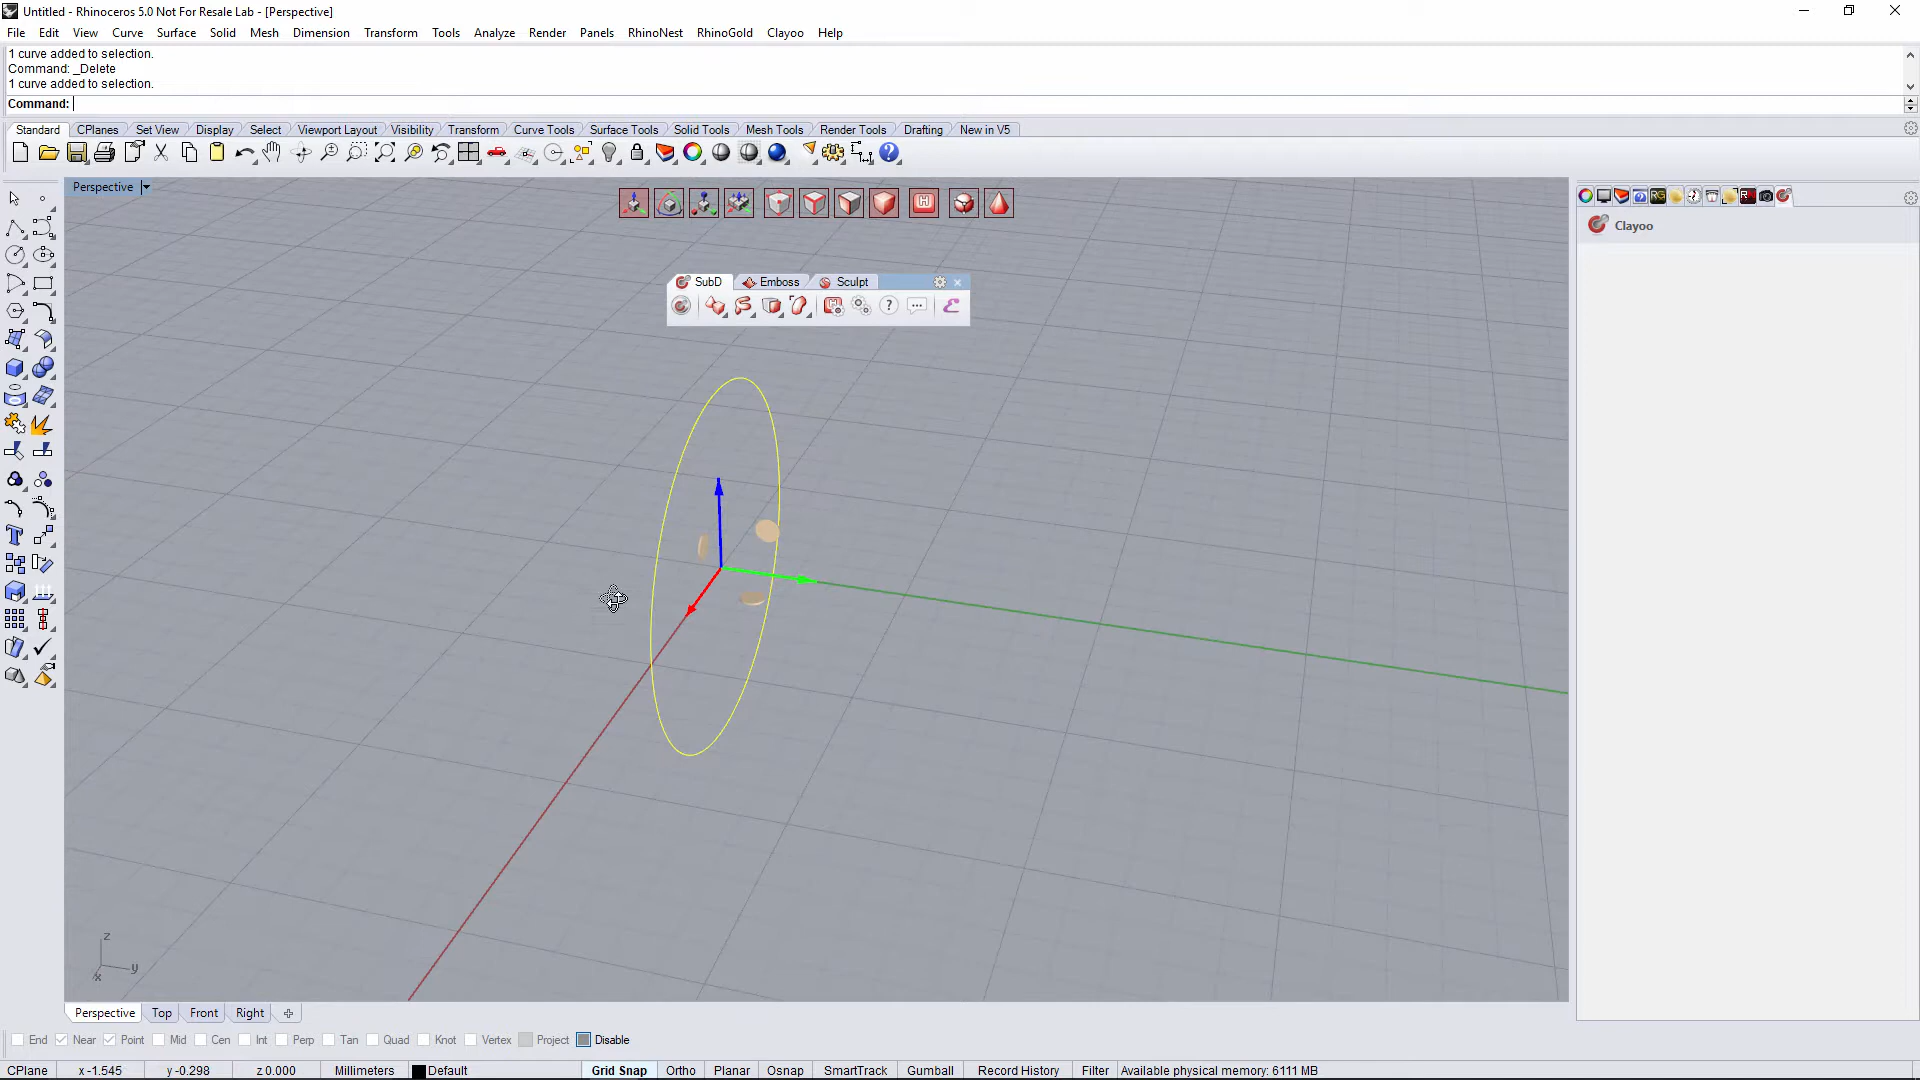 Untitled - Rhinoceros 5.0 Not For Resale Lab - [Perspective]
File Edit View Curve Surface Solid Mesh Dimension Transform Tools Analyze Render Panels RhinoNest RhinoGold Clayoo Help
1 curve added to selection.
Command: _Delete
1 curve added to selection.
Command:
Standard CPlanes Set View Display Select Viewport Layout Visibility Transform Curve Tools Surface Tools Solid Tools Mesh Tools Render Tools Drafting New in V5
Perspective
Clayoo
SubD Emboss Sculpt
z
y
x
Perspective Top Front Right
End Near Point Mid Cen Int Perp Tan Quad Knot Vertex Project Disable
CPlane x -1.545 y -0.298 z 0.000 Millimeters Default Grid Snap Ortho Planar Osnap SmartTrack Gumball Record History Filter Available physical memory: 6111 MB